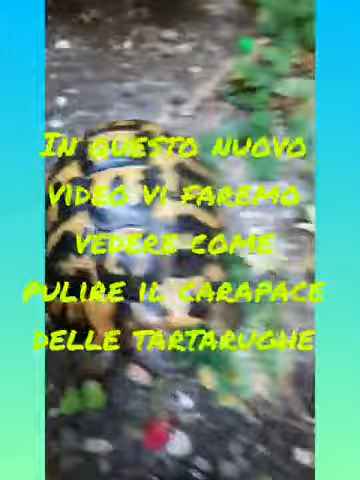 In questo nuovo
video vi faremo
vedere come
pulire il carapace
delle tartarughe